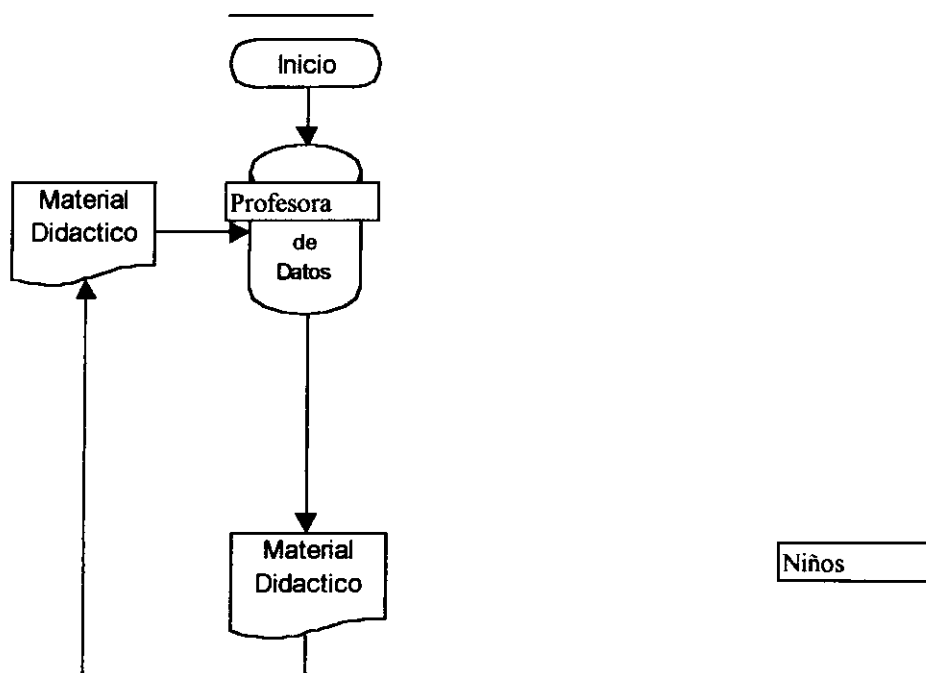 Inicio
Material
Didactico
Profesora
de
Datos
Material
Didactico
Niños